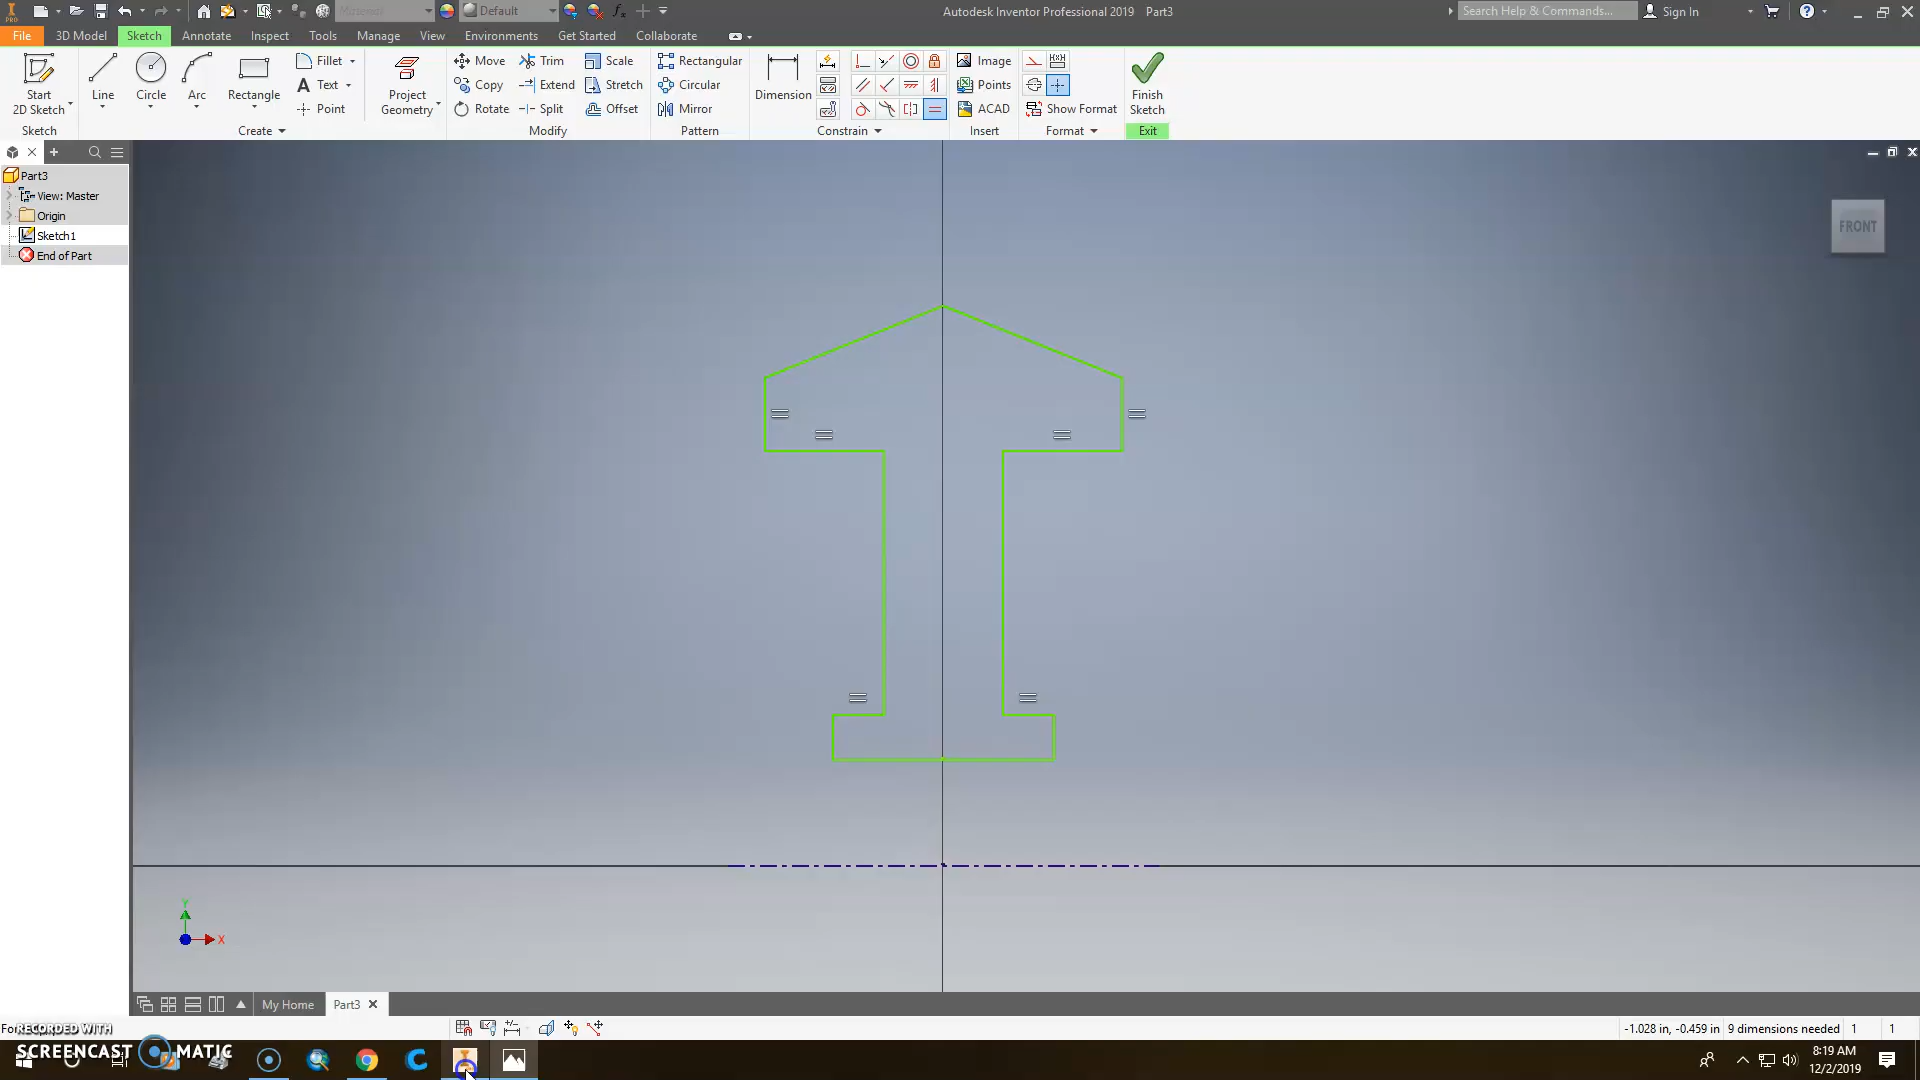 Material
Default
Autodesk Inventor Professional 2019 Part3
Search Help & Commands...
Sign In
File 3D Model Sketch Annotate Inspect Tools Manage View Environments Get Started Collaborate
Start
2D Sketch
Line
Circle
Arc
Rectangle
Fillet
Text
Point
Project
Geometry
Move
Copy
Rotate
Trim
Extend
Split
Scale
Stretch
Offset
Rectangular
Circular
Mirror
Dimension
Image
Points
ACAD
Show Format
Finish
Sketch
Sketch Create Modify Pattern Constrain Insert Format Exit
Part3
View: Master
Origin
Sketch1
End of Part
FRONT
Y
X
My Home Part3
-1.028 in, -0.459 in 9 dimensions needed 1 1
RECORDED WITH
SCREENCAST MATIC
8:19 AM
12/2/2019